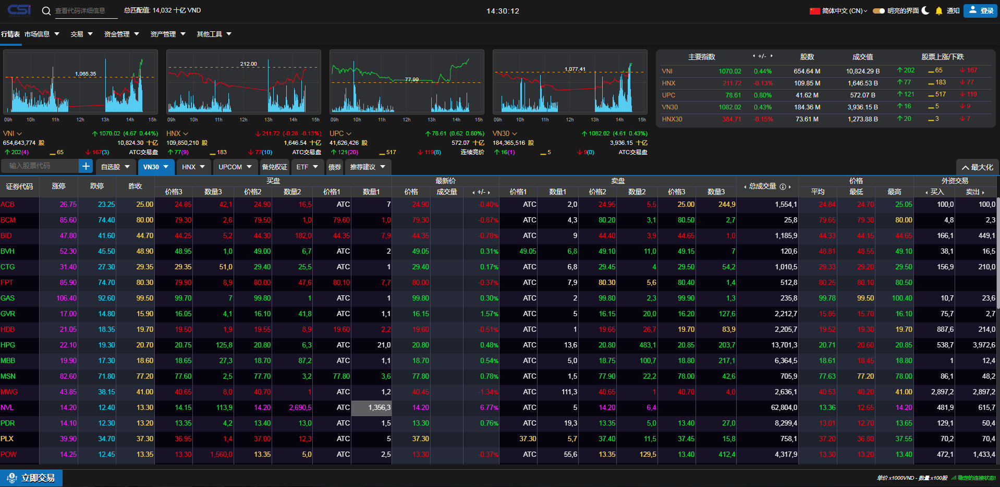 CSI 查看代码详细信息 总匹配值: 14,032 十亿 VND 14:30:12 简体中文 (CN) 明亮的界面 通知 登录
行情表 市场信息 交易 资金管理 资产管理 其他工具
1,065.35 212.00 77.99 1,077.41
09h 10h 11h 12h 13h 14h 15h 09h 10h 11h 12h 13h 14h 15h 09h 10h 11h 12h 13h 14h 15h 09h 10h 11h 12h 13h 14h 15h
主要指数 +/- 股数 成交值 股票上涨/下跌
VNI 1070.02 0.44% 654.64 M 10,824.29 B 202 65 167
HNX 211.72 -0.13% 109.85 M 1,646.53 B 77 183 77
UPC 78.61 0.80% 41.62 M 572.07 B 121 517 119
VN30 1082.02 0.43% 184.36 M 3,936.15 B 16 5 9
HNX30 384.71 -0.15% 73.61 M 1,273.88 B 20 3 7
VNI 1070.02 (4.67 0.44%) HNX 211.72 (-0.28 -0.13%) UPC 78.61 (0.62 0.80%) VN30 1082.02 (4.61 0.43%)
654,643,774 股 10,824.30 十亿 109,850,210 股 1,646.54 十亿 41,626,426 股 572.07 十亿 184,365,516 股 3,936.15 十亿
202(4) 65 167(3) ATC交易盘 77(9) 183 77(10) ATC交易盘 121(20) 517 119(8) 连续竞价 16(1) 5 9(0) ATC交易盘
输入股票代码 + 自选股 VN30 HNX UPCOM 备兑权证 ETF 债券 推荐建议 最大化
证券代码 涨停 跌停 昨收 买盘 最新价 卖盘 总成交量 价格 外资交易
价格3 数量3 价格2 数量2 价格1 数量1 价格 成交量 +/- 价格1 数量1 价格2 数量2 价格3 数量3 平均 最低 最高 买入 卖出
ACB 26.75 23.25 25.00 24.85 42,1 24.90 16,5 ATC 7 24.90 -0.40% ATC 2,0 24.95 5,5 25.00 244,9 1,554,1 24.84 24.70 25.05 100,0 100,0
BCM 85.60 74.40 80.00 79.30 2,6 79.50 1,0 79.60 1,0 79.30 -0.87% ATC 4,3 80.20 3,1 80.50 2,7 25,8 79.65 79.30 80.00 4,8 2,3
BID 47.80 41.60 44.70 44.25 5,2 44.30 182,0 44.35 7,9 44.35 -0.78% ATC 9 44.40 3,9 44.65 1,0 1,185,9 44.33 44.15 44.65 166,1 449,1
BVH 52.30 45.50 48.90 48.95 1,0 49.00 6,7 ATC 2 49.05 0.31% 49.05 6,8 49.10 11,0 49.15 7 120,6 48.81 48.55 49.10 38,1 16,5
CTG 31.40 27.30 29.35 29.35 51,0 29.40 25,5 ATC 1 29.40 0.17% ATC 6,8 29.45 4 29.50 54,2 1,010,5 29.33 29.20 29.50 156,9 210,0
FPT 85.90 74.70 80.30 79.90 8,9 80.00 47,6 80.10 7,7 80.00 -0.37% ATC 7,9 80.30 5,6 80.40 1,4 512,8 80.25 80.10 80.50
GAS 106.40 92.60 99.50 99.70 7 99.80 1 ATC 1 99.80 0.30% ATC 2 99.80 2,3 99.90 1,3 235,8 99.78 99.50 100.40 10,7 23,6
GVR 17.00 14.80 15.90 16.05 4,1 16.10 41,8 ATC 1,1 16.15 1.57% ATC 5 16.15 20,0 16.20 127,6 2,212,7 15.85 15.70 16.10 75,7 2,7
HDB 21.05 18.35 19.70 19.50 1,9 19.55 8,9 19.60 2,2 19.60 -0.51% ATC 1 19.65 26,7 19.70 83,9 2,205,7 19.52 19.30 19.70 887,6 214,0
HPG 22.10 19.30 20.70 20.75 125,8 20.80 6,3 ATC 21,0 20.80 0.48% ATC 13,6 20.80 483,1 20.85 203,7 13,701,3 20.71 20.60 20.85 538,7 3,972,6
MBB 19.90 17.30 18.60 18.65 27,3 18.70 87,2 ATC 1,1 18.70 0.54% ATC 5,0 18.75 100,7 18.80 217,1 6,364,5 18.61 18.45 18.80 1 12,4
MSN 82.60 71.80 77.20 77.60 2,5 77.70 3,2 77.80 3,6 77.80 0.78% ATC 1,5 77.90 22,2 78.00 42,6 705,9 77.63 77.20 78.00 86,1 48,2
MWG 43.85 38.15 41.00 40.65 8,0 40.70 1 ATC 1,2 40.45 -1.34% ATC 111,3 40.65 1 40.70 4,0 2,636,1 40.53 40.20 41.00 2,897,2 2,897,2
NVL 14.20 12.40 13.30 14.15 113,9 14.20 2,690,5 ATC 1,356,3 14.20 6.77% ATC 5 14.20 6,4 62,804,0 13.36 12.65 14.20 481,9 615,7
PDR 14.10 12.30 13.20 13.35 4,2 13.40 13,0 ATC 1,5 13.30 0.76% ATC 19,3 13.35 5,0 13.40 27,0 8,299,4 13.01 12.70 13.65 129,1 50,4
PLX 39.90 34.70 37.30 36.95 1,4 37.00 12,3 ATC 5 37.30 37.30 5,7 37.40 11,5 37.45 15,8 758,1 37.20 36.80 37.55 70,2 70,4
POW 14.25 12.45 13.35 13.30 1,560,0 13.35 5,0 ATC 2,5 13.30 -0.37% ATC 55,6 13.35 129,5 13.40 412,4 4,317,9 13.30 13.20 13.40 472,1 1,433,4
立即交易 单价 x1000VND - 数量 x100股 稳定的连接状态!